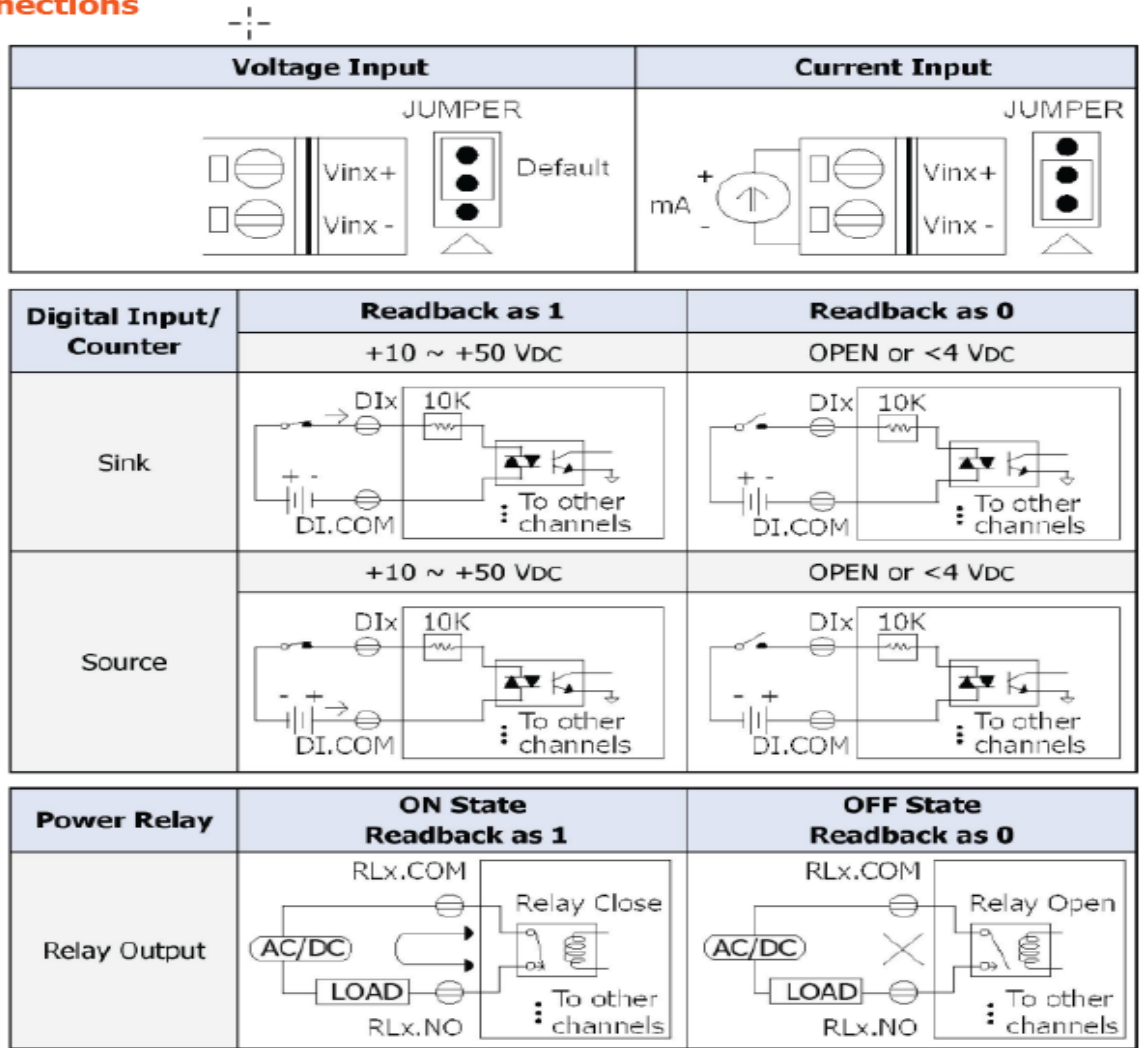 nections
Voltage Input
Current Input
JUMPER
Default
Vinx+
Vinx -
JUMPER
mA
+
-
Vinx+
Vinx -
Digital Input/
Counter
Readback as 1
Readback as 0
+10 ~ +50 VDC
OPEN or <4 VDC
Sink
DIx 10K
+ -
DI.COM
To other
channels
DIx 10K
+ -
DI.COM
To other
channels
+10 ~ +50 VDC
OPEN or <4 VDC
Source
DIx 10K
- +
DI.COM
To other
channels
DIx 10K
- +
DI.COM
To other
channels
Power Relay
ON State
Readback as 1
OFF State
Readback as 0
Relay Output
RLx.COM
Relay Close
AC/DC
LOAD
RLx.NO
To other
channels
RLx.COM
Relay Open
AC/DC
LOAD
RLx.NO
To other
channels